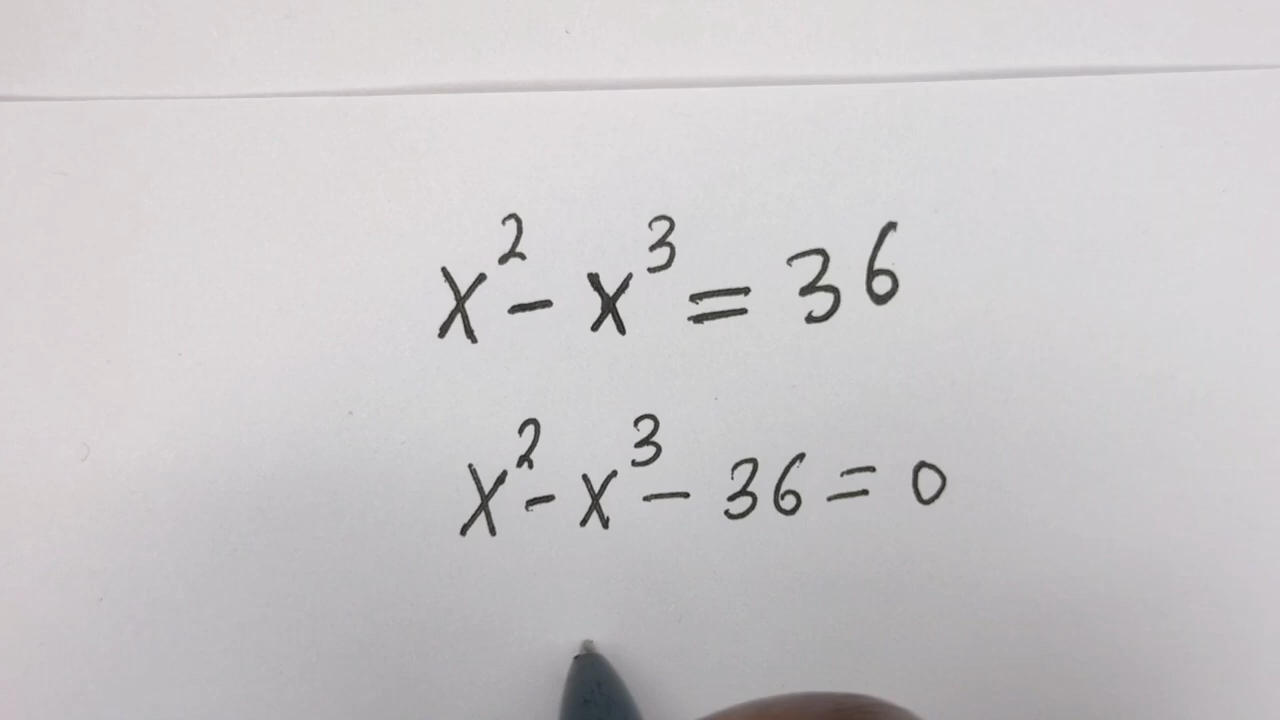 x² - x³ = 36
x² - x³ - 36 = 0